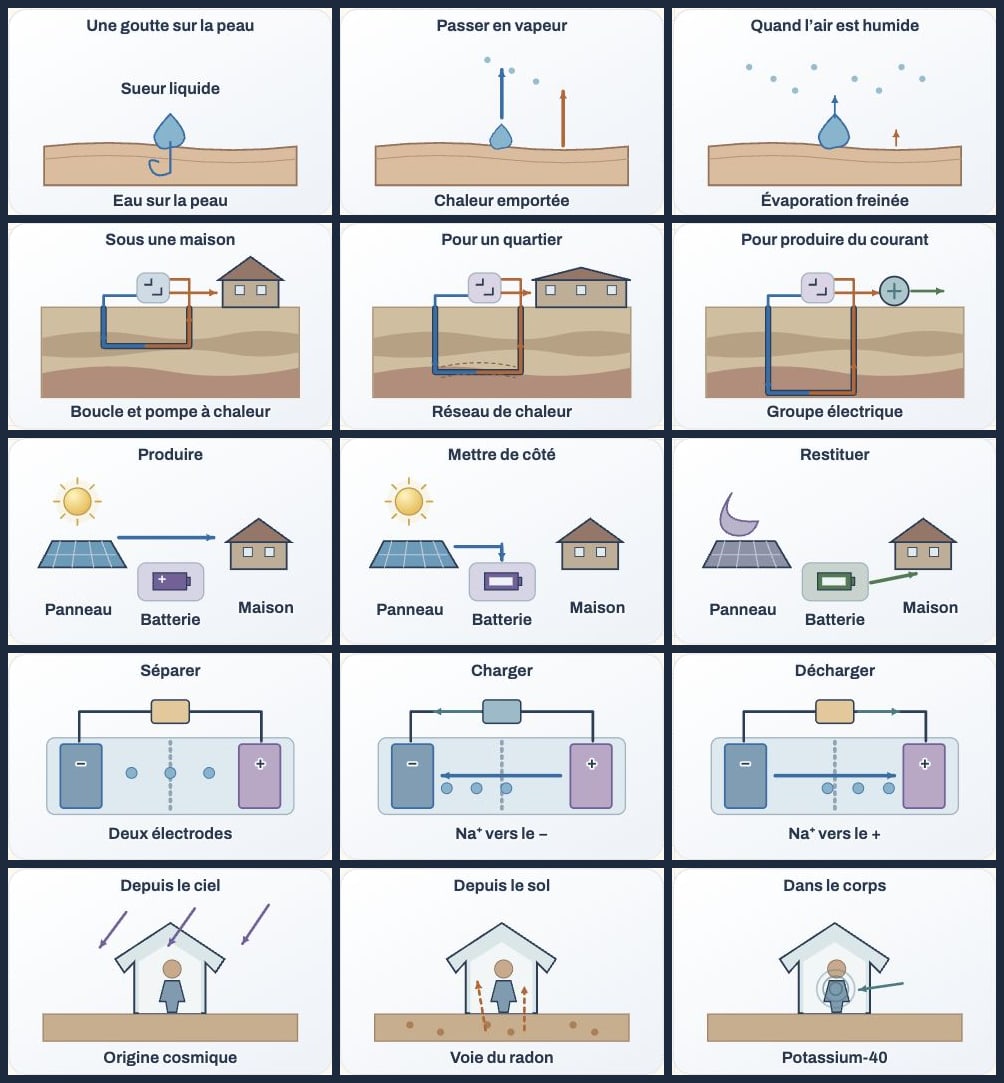 Une goutte sur la peau
Sueur liquide
Eau sur la peau
Passer en vapeur
Chaleur emportée
Quand l’air est humide
Évaporation freinée
Sous une maison
Boucle et pompe à chaleur
Pour un quartier
Réseau de chaleur
Pour produire du courant
Groupe électrique
Produire
+
Panneau
Batterie
Maison
Mettre de côté
Panneau
Batterie
Maison
Restituer
Panneau
Batterie
Maison
Séparer
− +
Deux électrodes
Charger
− +
Na⁺ vers le −
Décharger
− +
Na⁺ vers le +
Depuis le ciel
Origine cosmique
Depuis le sol
Voie du radon
Dans le corps
Potassium-40